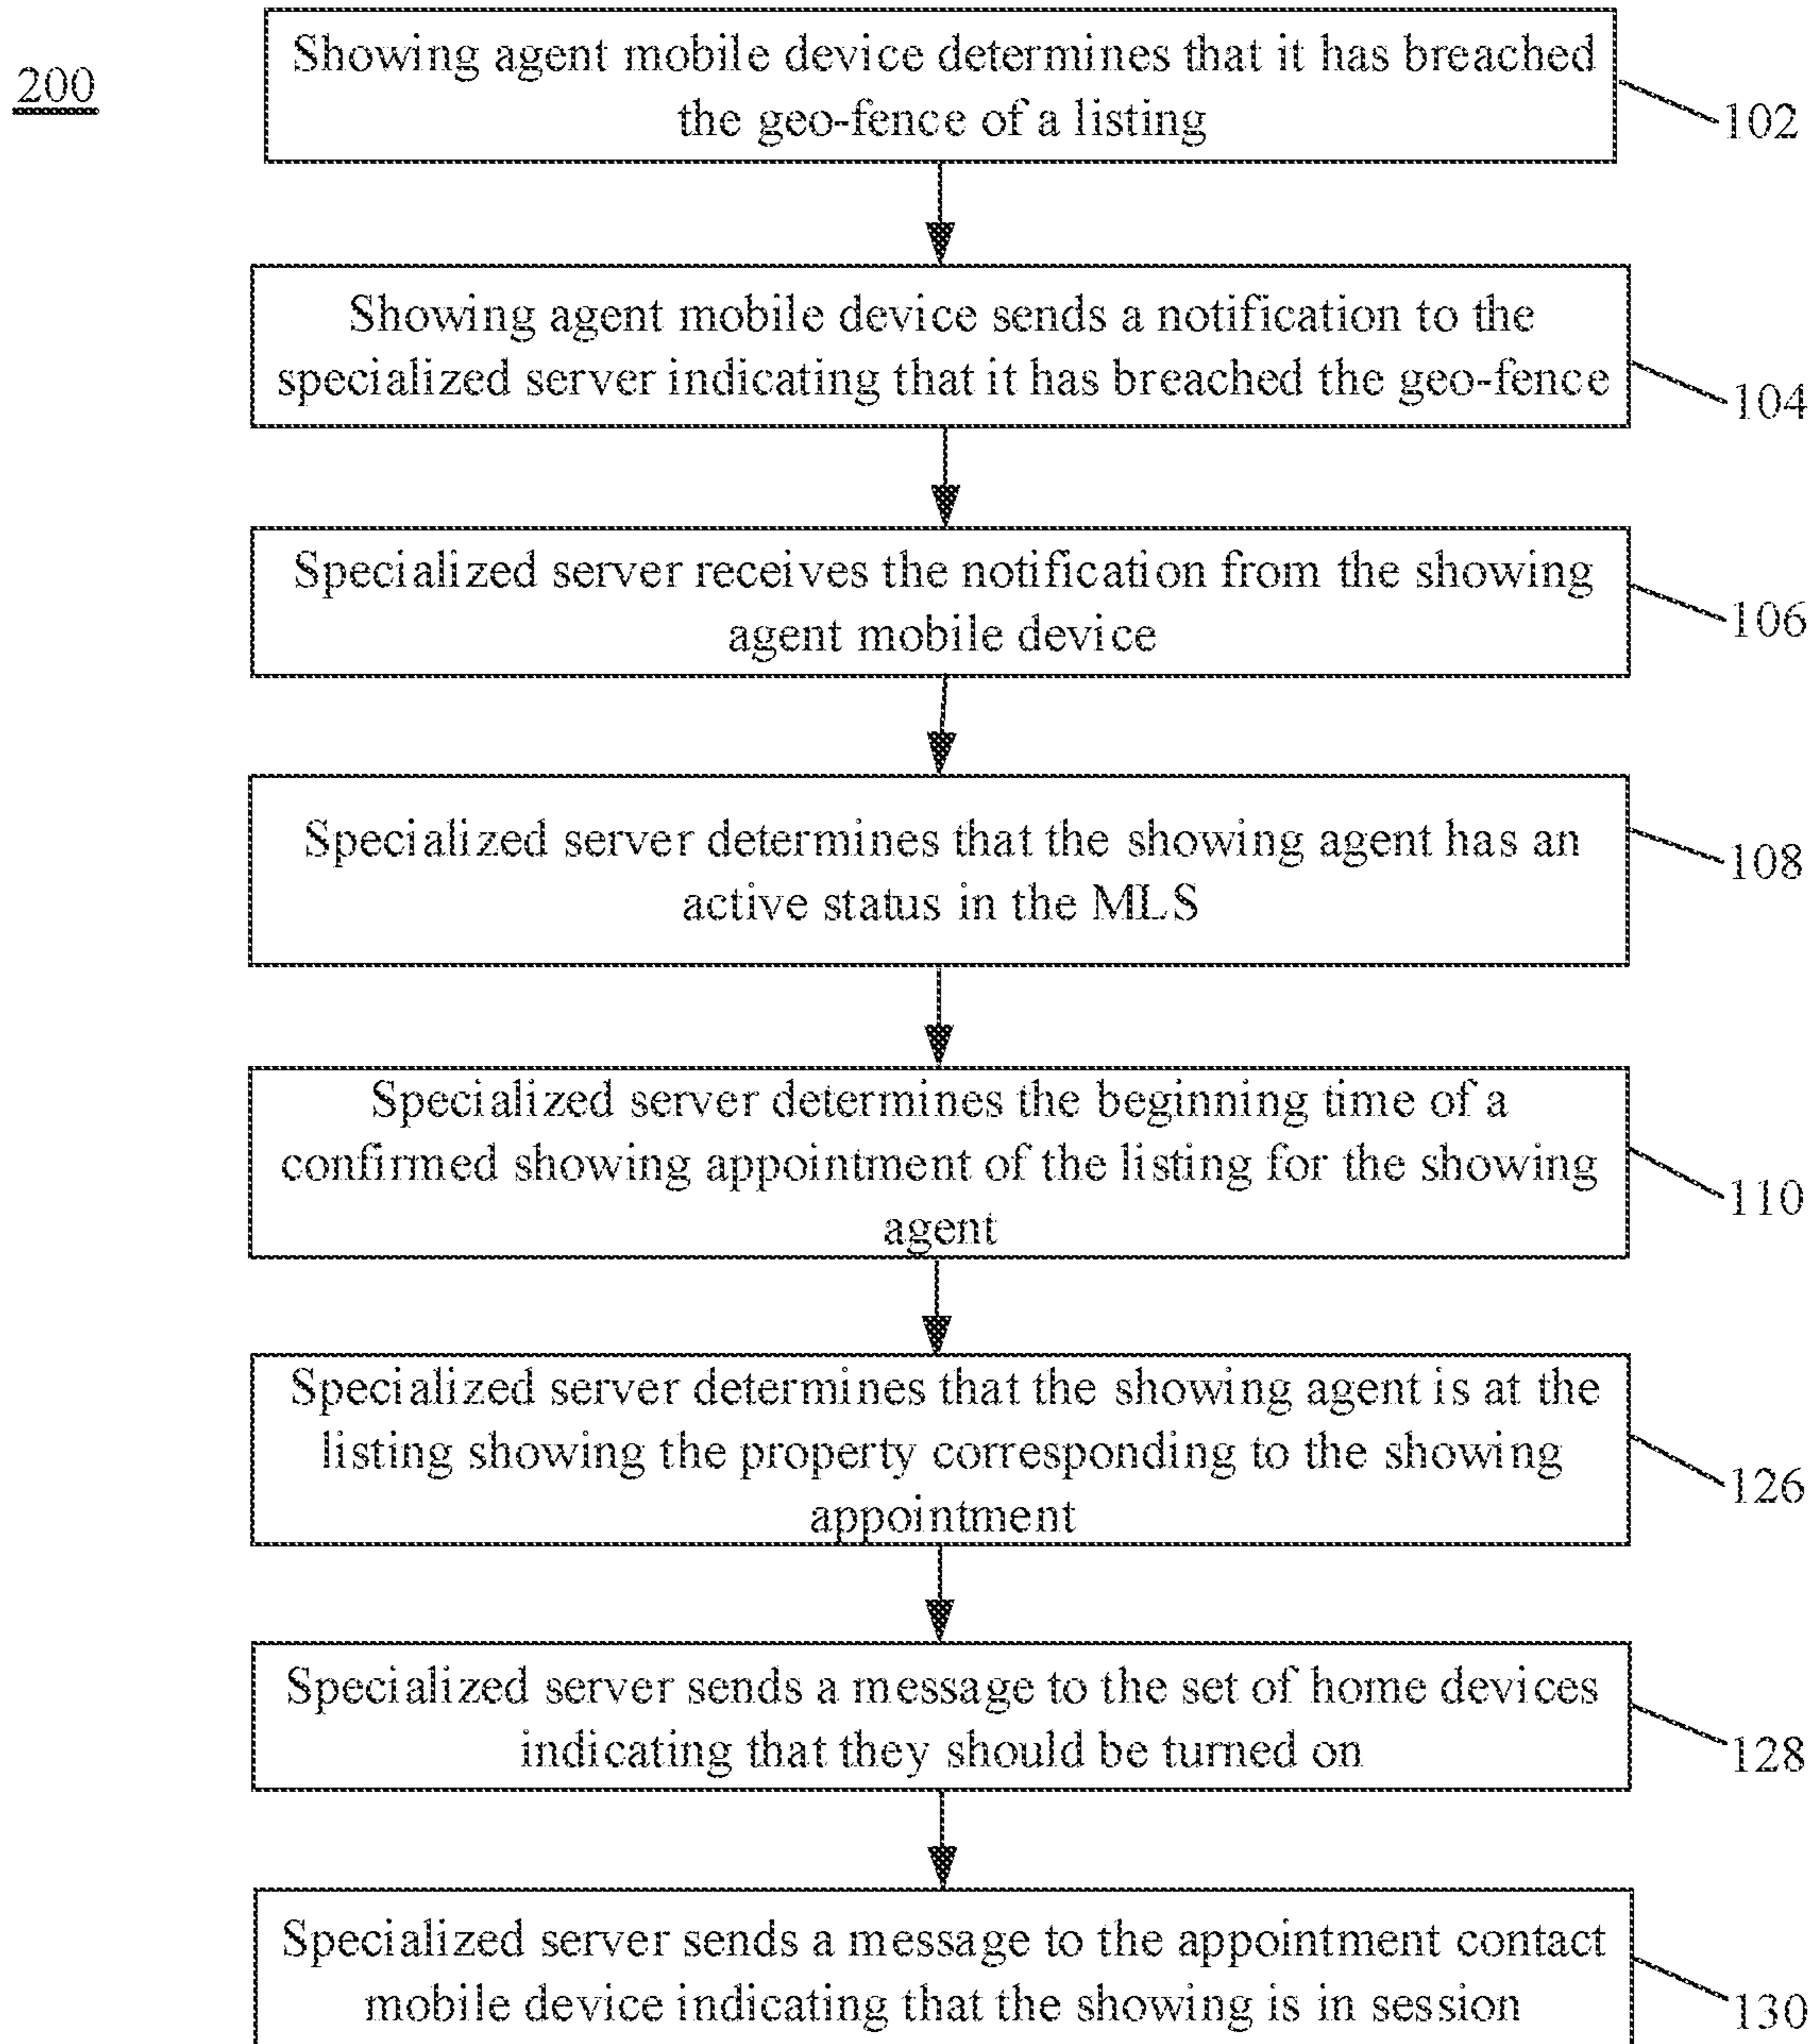 200
Showing agent mobile device determines that it has breached
the geo-fence of a listing
102
Showing agent mobile device sends a notification to the
specialized server indicating that it has breached the geo-fence
104
Specialized server receives the notification from the showing
agent mobile device
106
Specialized server determines that the showing agent has an
active status in the MLS
108
Specialized server determines the beginning time of a
confirmed showing appointment of the listing for the showing
agent
110
Specialized server determines that the showing agent is at the
listing showing the property corresponding to the showing
appointment
126
Specialized server sends a message to the set of home devices
indicating that they should be turned on
128
Specialized server sends a message to the appointment contact
mobile device indicating that the showing is in session
130